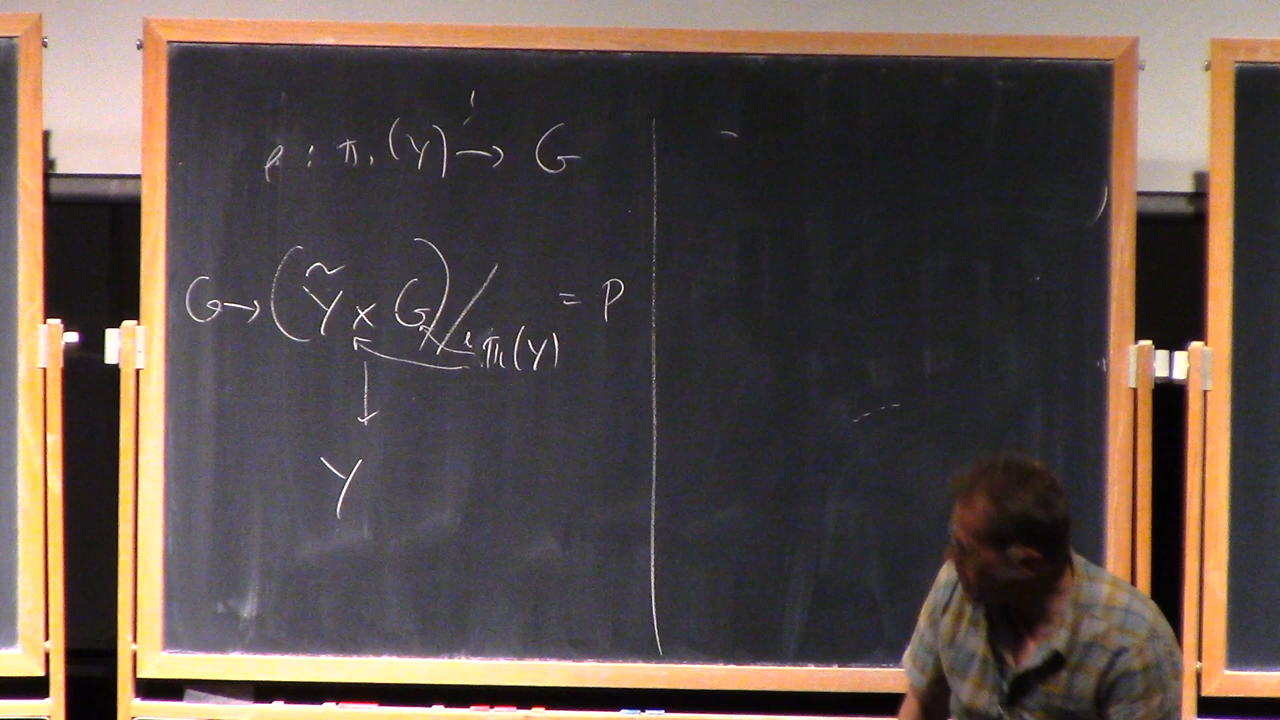 ρ : π₁(Y) → G
G → (Ỹ × G)/π₁(Y) = P
↓
Y